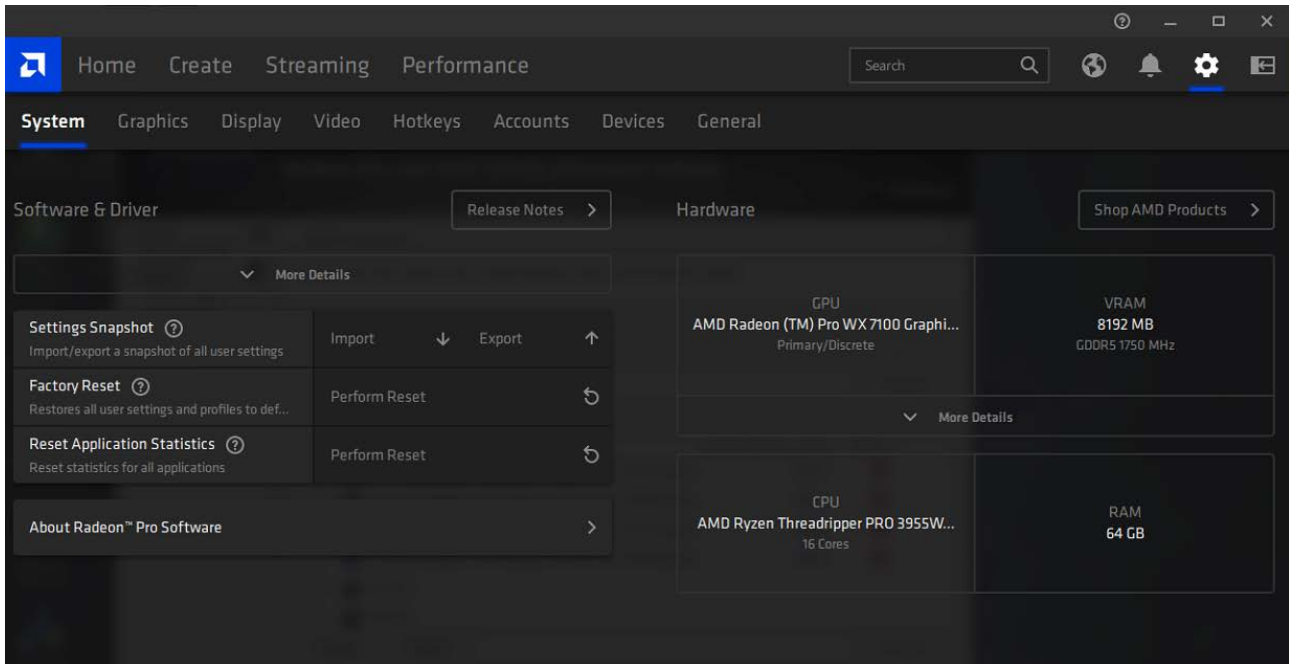 Home Create Streaming Performance Search
System Graphics Display Video Hotkeys Accounts Devices General
Software & Driver
Release Notes
More Details
Settings Snapshot
Import/export a snapshot of all user settings
Import Export
Factory Reset
Restores all user settings and profiles to def...
Perform Reset
Reset Application Statistics
Reset statistics for all applications
Perform Reset
About Radeon™ Pro Software
Hardware
Shop AMD Products
GPU
AMD Radeon (TM) Pro WX 7100 Graphi...
Primary/Discrete
VRAM
8192 MB
GDDR5 1750 MHz
More Details
CPU
AMD Ryzen Threadripper PRO 3955W...
16 Cores
RAM
64 GB